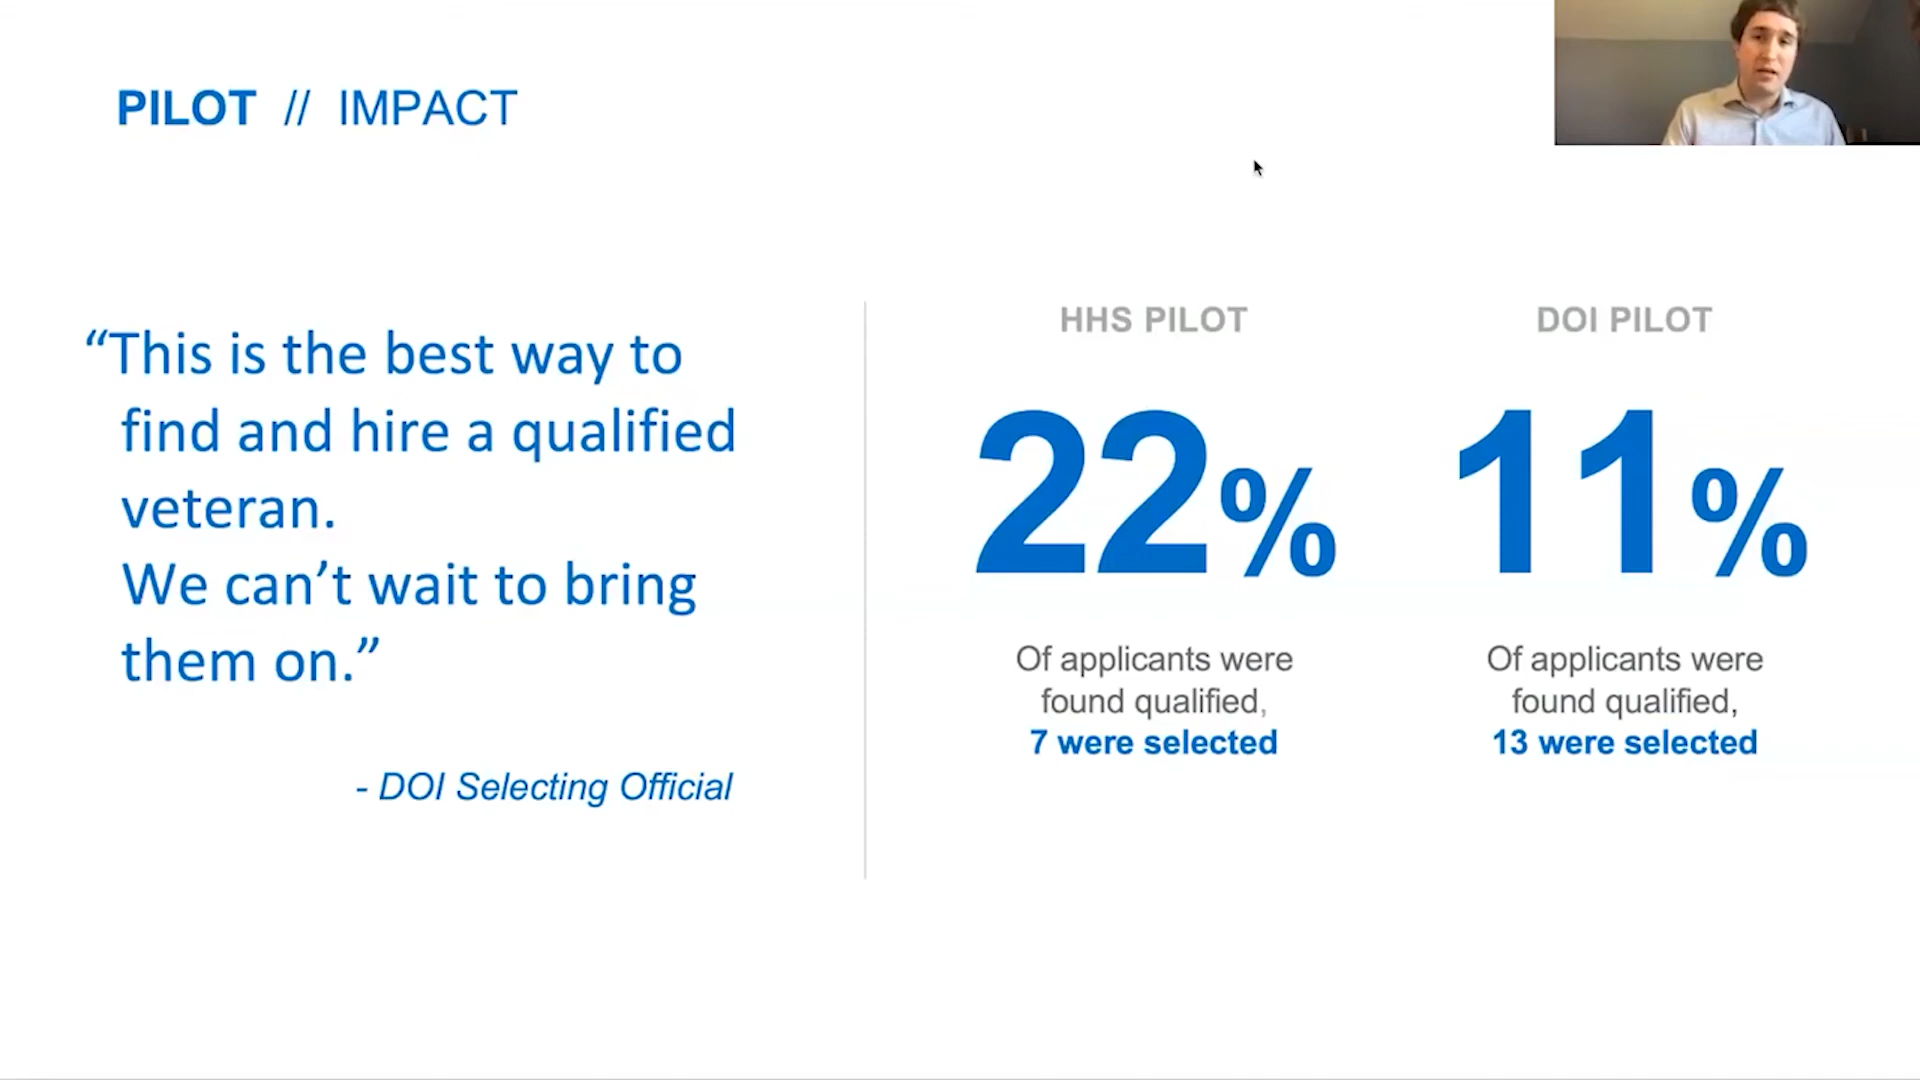 PILOT // IMPACT
“This is the best way to
find and hire a qualified
veteran.
We can’t wait to bring
them on.”
- DOI Selecting Official
HHS PILOT
22%
Of applicants were
found qualified,
7 were selected
DOI PILOT
11%
Of applicants were
found qualified,
13 were selected